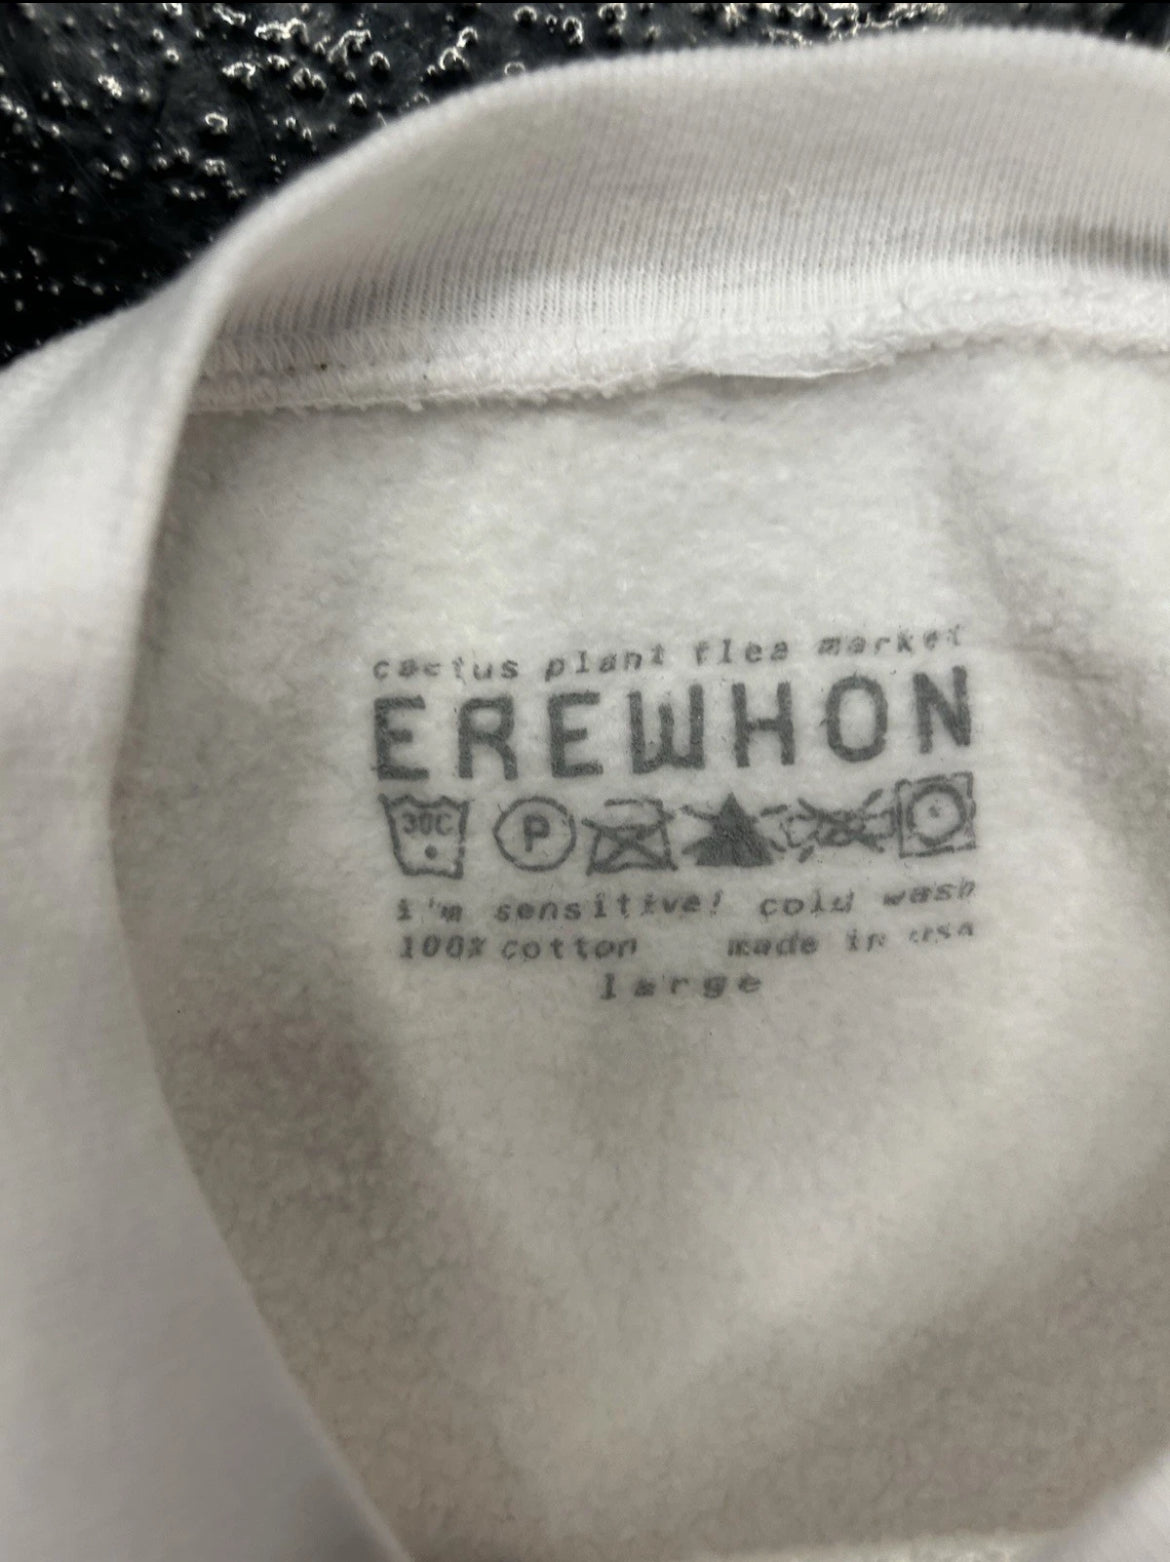 cactus plant flea market
EREWHON
30C P
i'm sensitive! cold wash
100% cotton made in usa
large